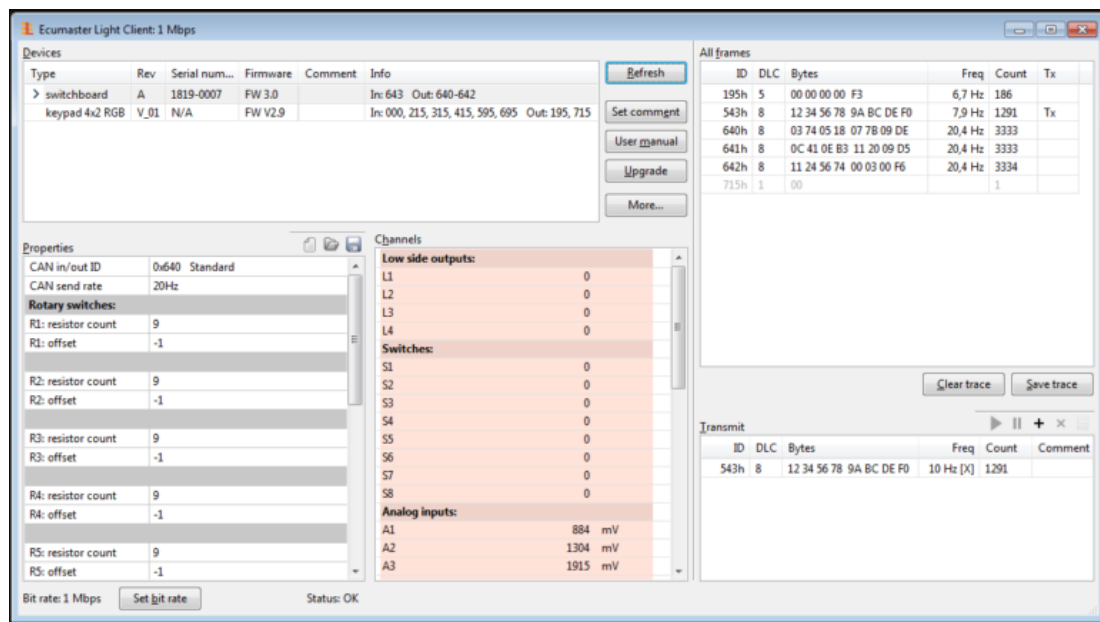 Ecumaster Light Client: 1 Mbps
Devices
Type Rev Serial num... Firmware Comment Info
> switchboard A 1819-0007 FW 3.0 In: 643 Out: 640-642
keypad 4x2 RGB V_01 N/A FW V2.9 In: 000, 215, 315, 415, 595, 695 Out: 195, 715
Refresh
Set comment
User manual
Upgrade
More...
Properties
CAN in/out ID 0x640 Standard
CAN send rate 20Hz
Rotary switches:
R1: resistor count 9
R1: offset -1
R2: resistor count 9
R2: offset -1
R3: resistor count 9
R3: offset -1
R4: resistor count 9
R4: offset -1
R5: resistor count 9
R5: offset -1
Channels
Low side outputs:
L1 0
L2 0
L3 0
L4 0
Switches:
S1 0
S2 0
S3 0
S4 0
S5 0
S6 0
S7 0
S8 0
Analog inputs:
A1 884 mV
A2 1304 mV
A3 1915 mV
All frames
ID DLC Bytes Freq Count Tx
195h 5 00 00 00 00 F3 6,7 Hz 186
543h 8 12 34 56 78 9A BC DE F0 7,9 Hz 1291 Tx
640h 8 03 74 05 18 07 7B 09 DE 20,4 Hz 3333
641h 8 0C 41 0E B3 11 20 09 D5 20,4 Hz 3333
642h 8 11 24 56 74 00 03 00 F6 20,4 Hz 3334
715h 1 00 1
Clear trace Save trace
Transmit
ID DLC Bytes Freq Count Comment
543h 8 12 34 56 78 9A BC DE F0 10 Hz [X] 1291
Bit rate: 1 Mbps Set bit rate Status: OK